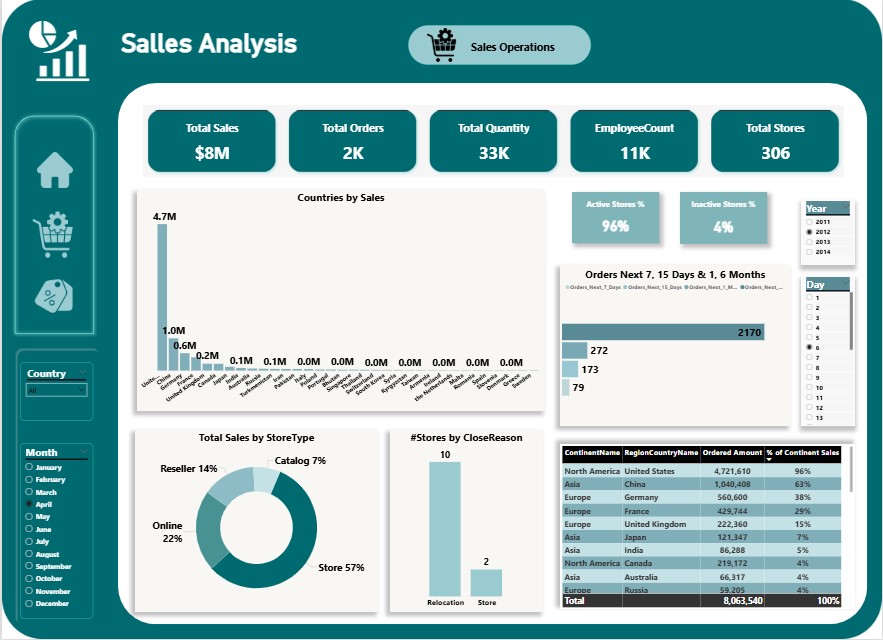 Salles Analysis
Sales Operations
Total Sales
$8M
Total Orders
2K
Total Quantity
33K
EmployeeCount
11K
Total Stores
306
Countries by Sales
4.7M
1.0M
0.6M
0.2M
0.1M
0.1M
0.0M
0.0M
0.0M
0.0M
0.0M
0.0M
0.0M
Unite...
China
Germany
France
United Kingdom
Canada
Japan
India
Australia
Russia
Turkmenistan
Iran
Pakistan
Italy
Poland
Portugal
Bhutan
Singapore
Thailand
Switzerland
South Korea
Syria
Kyrgyzstan
Taiwan
Armenia
Ireland
the Netherlands
Malta
Romania
Spain
Slovenia
Denmark
Greece
Sweden
Active Stores %
96%
Inactive Stores %
4%
Year
2011
2012
2013
2014
Orders Next 7, 15 Days & 1, 6 Months
Orders_Next_7_Days
Orders_Next_15_Days
Orders_Next_1_M...
Orders_Next_...
2170
272
173
79
Day
1
2
3
4
5
6
7
8
9
10
11
12
13
Country
All
Month
January
February
March
April
May
June
July
August
September
October
November
December
Total Sales by StoreType
Catalog 7%
Reseller 14%
Online
22%
Store 57%
#Stores by CloseReason
10
2
Relocation
Store
ContinentName RegionCountryName Ordered Amount % of Continent Sales
North America United States 4,721,610 96%
Asia China 1,040,408 63%
Europe Germany 560,600 38%
Europe France 429,744 29%
Europe United Kingdom 222,360 15%
Asia Japan 121,347 7%
Asia India 86,288 5%
North America Canada 219,172 4%
Asia Australia 66,317 4%
Europe Russia 59,205 4%
Total 8,063,540 100%